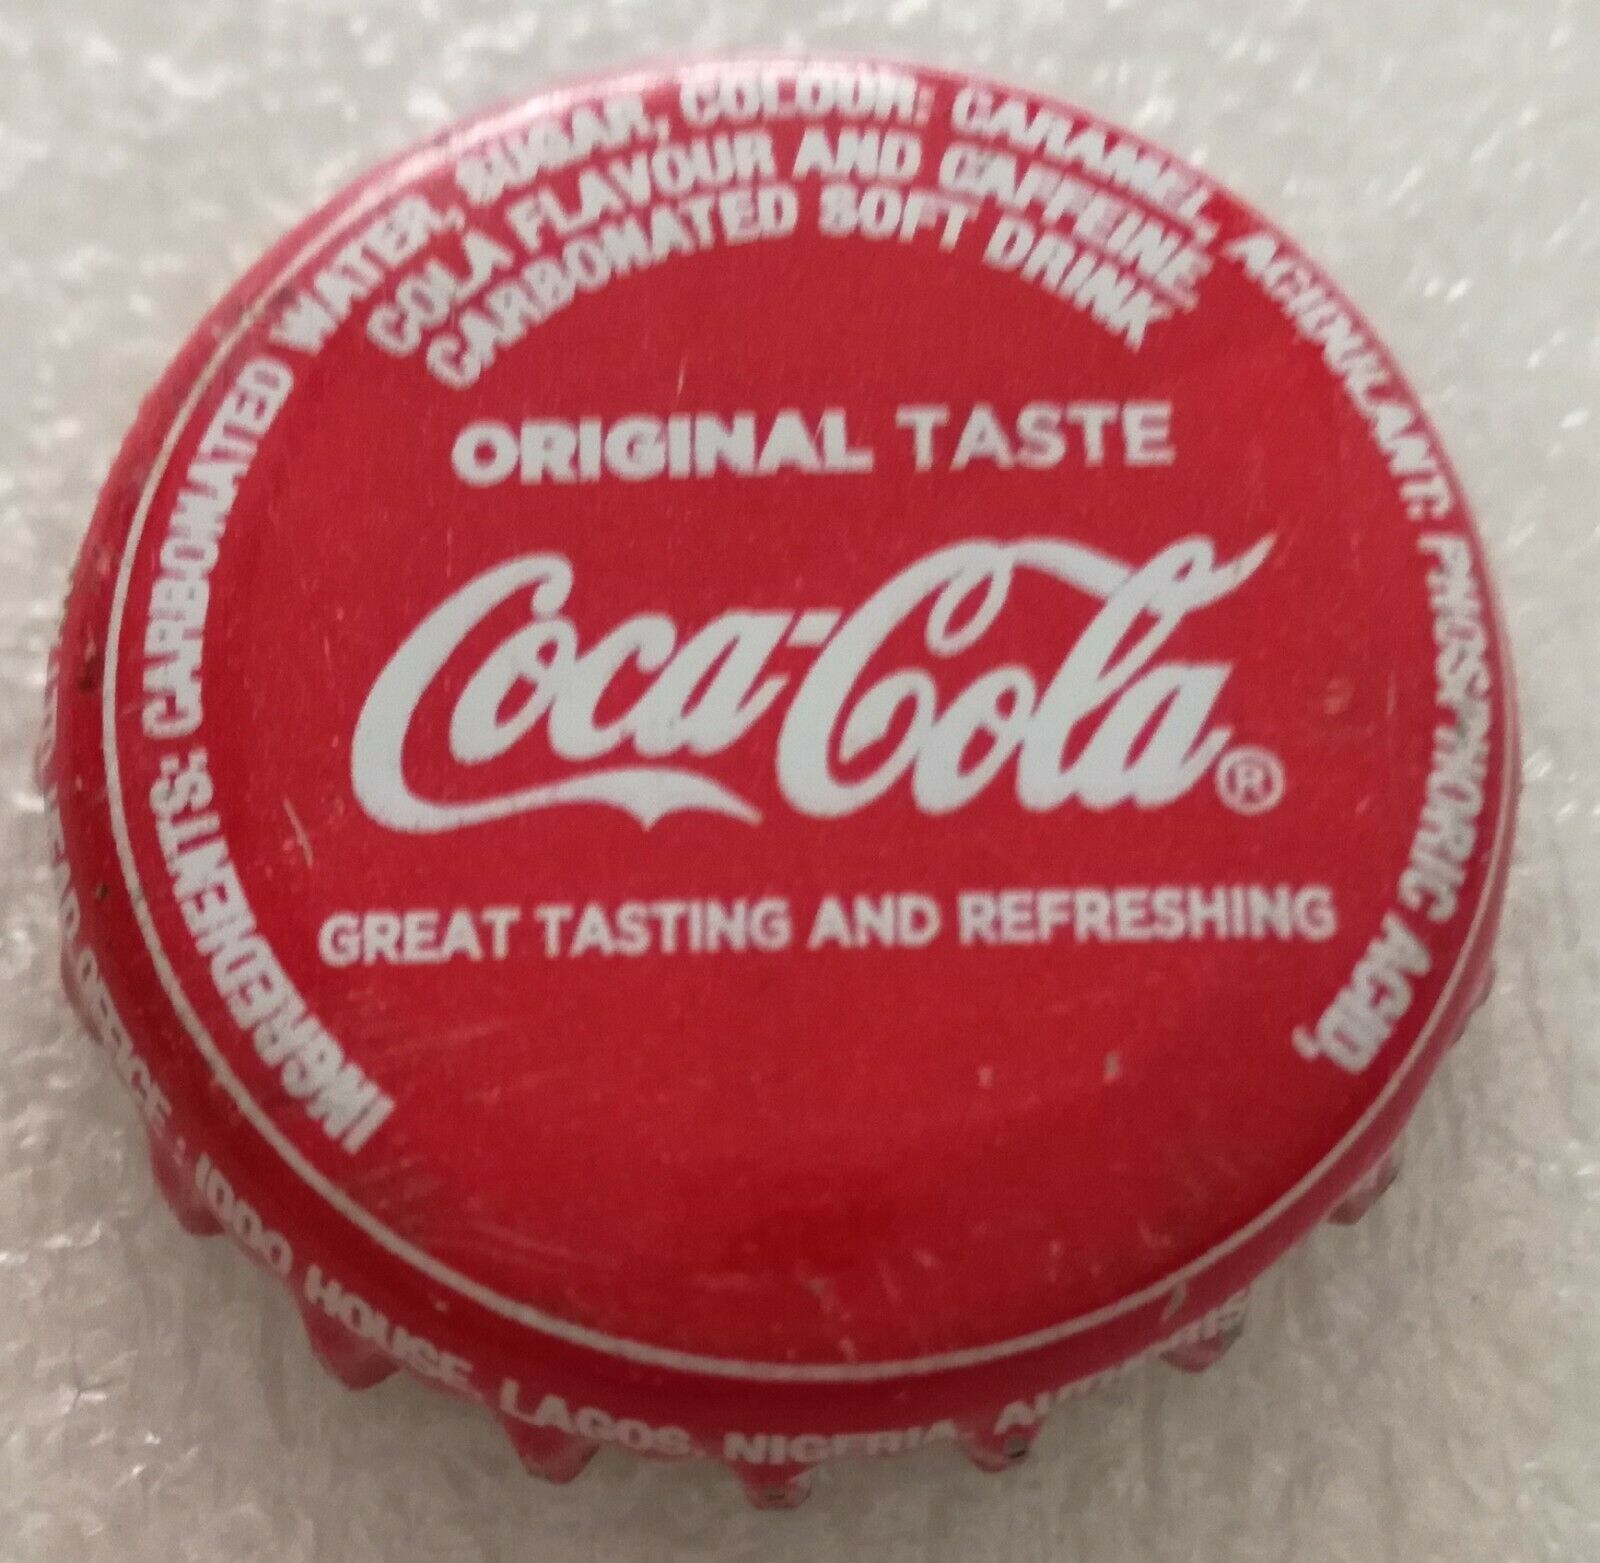 INGREDIENTS: CARBONATED WATER, SUGAR, COLOUR: CARAMEL, ACIDULANT: PHOSPHORIC ACID,
COLA FLAVOUR AND CAFFEINE.
CARBONATED SOFT DRINK
ORIGINAL TASTE
Coca-Cola®
GREAT TASTING AND REFRESHING
OFFICE: IDDO HOUSE, LAGOS, NIGERIA.